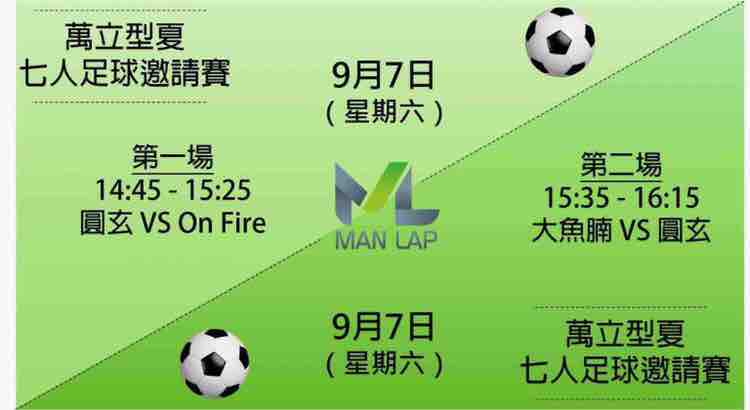 萬立型夏
七人足球邀請賽
9月7日
（星期六）
第一場
14:45 - 15:25
圓玄 VS On Fire
MAN LAP
第二場
15:35 - 16:15
大魚腩 VS 圓玄
9月7日
（星期六）
萬立型夏
七人足球邀請賽